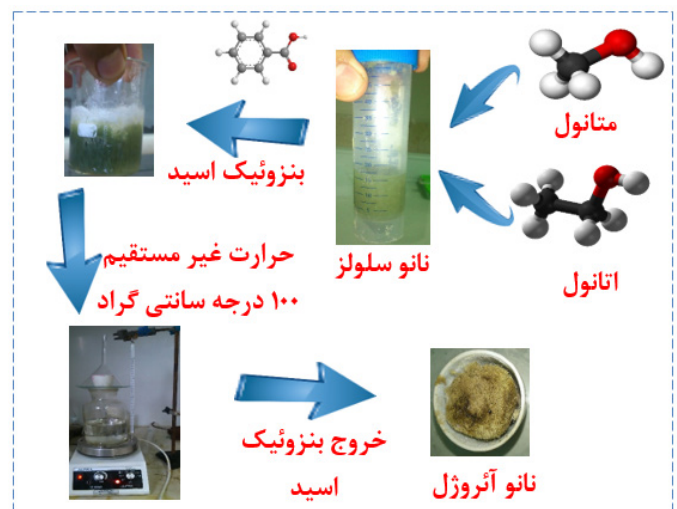 متانول
بنزوئیک اسید
نانو سلولز
اتانول
حرارت غیر مستقیم
۱۰۰ درجه سانتی گراد
خروج بنزوئیک
اسید
نانو آئروژل